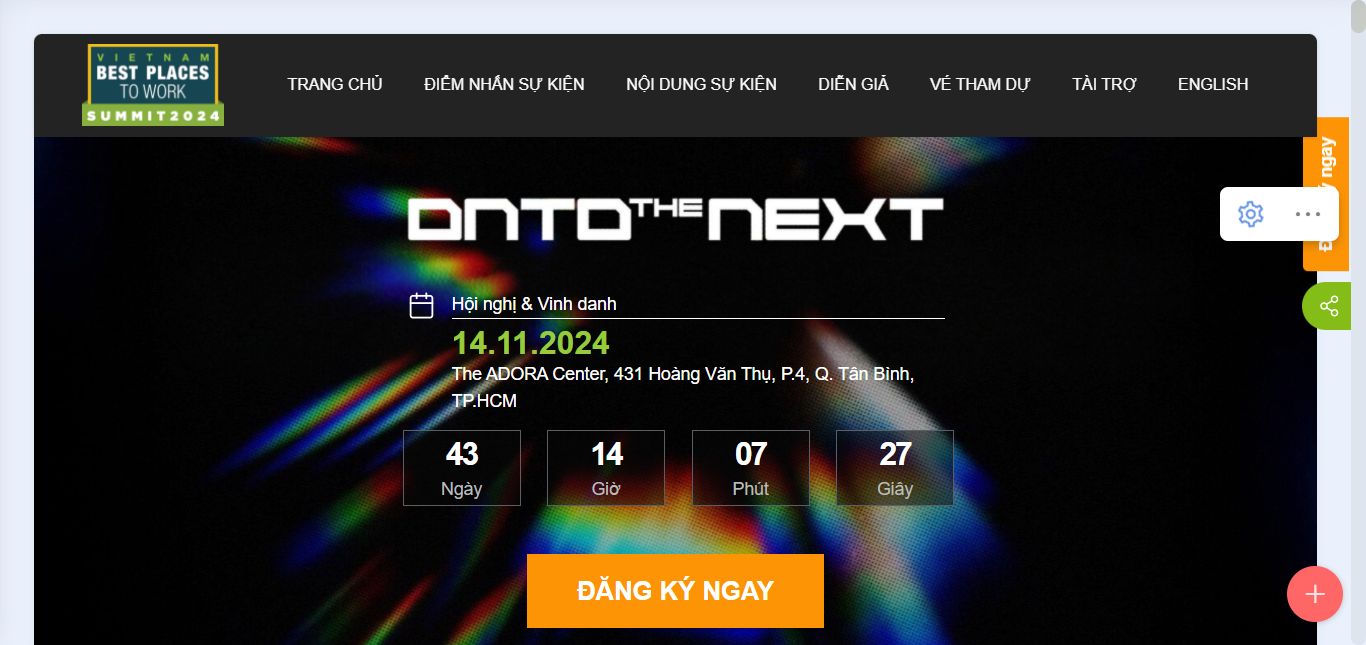 VIETNAM
BEST PLACES
TO WORK
SUMMIT2024
TRANG CHỦ
ĐIỂM NHẤN SỰ KIỆN
NỘI DUNG SỰ KIỆN
DIỄN GIẢ
VÉ THAM DỰ
TÀI TRỢ
ENGLISH
ONTO THE NEXT
Hội nghị & Vinh danh
14.11.2024
The ADORA Center, 431 Hoàng Văn Thụ, P.4, Q. Tân Bình,
TP.HCM
43
Ngày
14
Giờ
07
Phút
27
Giây
ĐĂNG KÝ NGAY
ngay